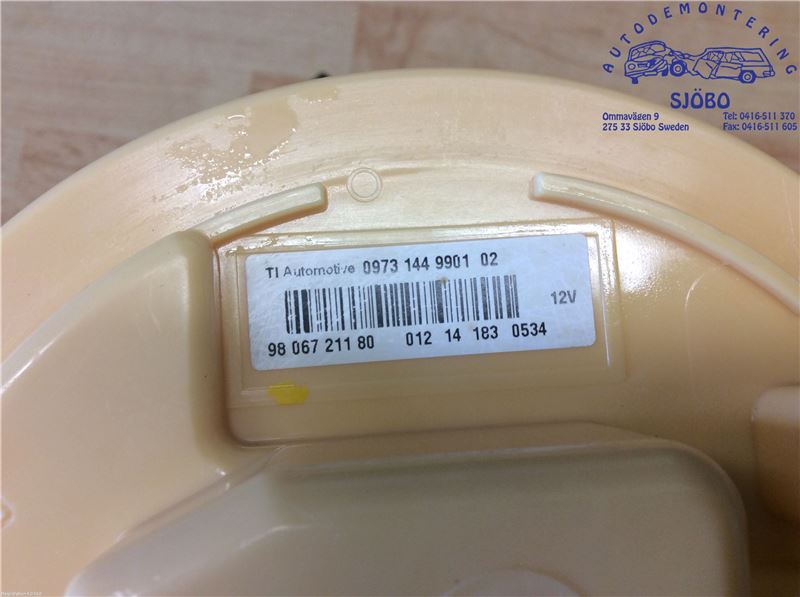 AUTODEMONTERING
SJÖBO
Ommavägen 9 Tel: 0416-511 370
275 33 Sjöbo Sweden Fax: 0416-511 605
TI Automotive 0973 144 9901 02
12V
98 067 211 80 012 14 183 0534